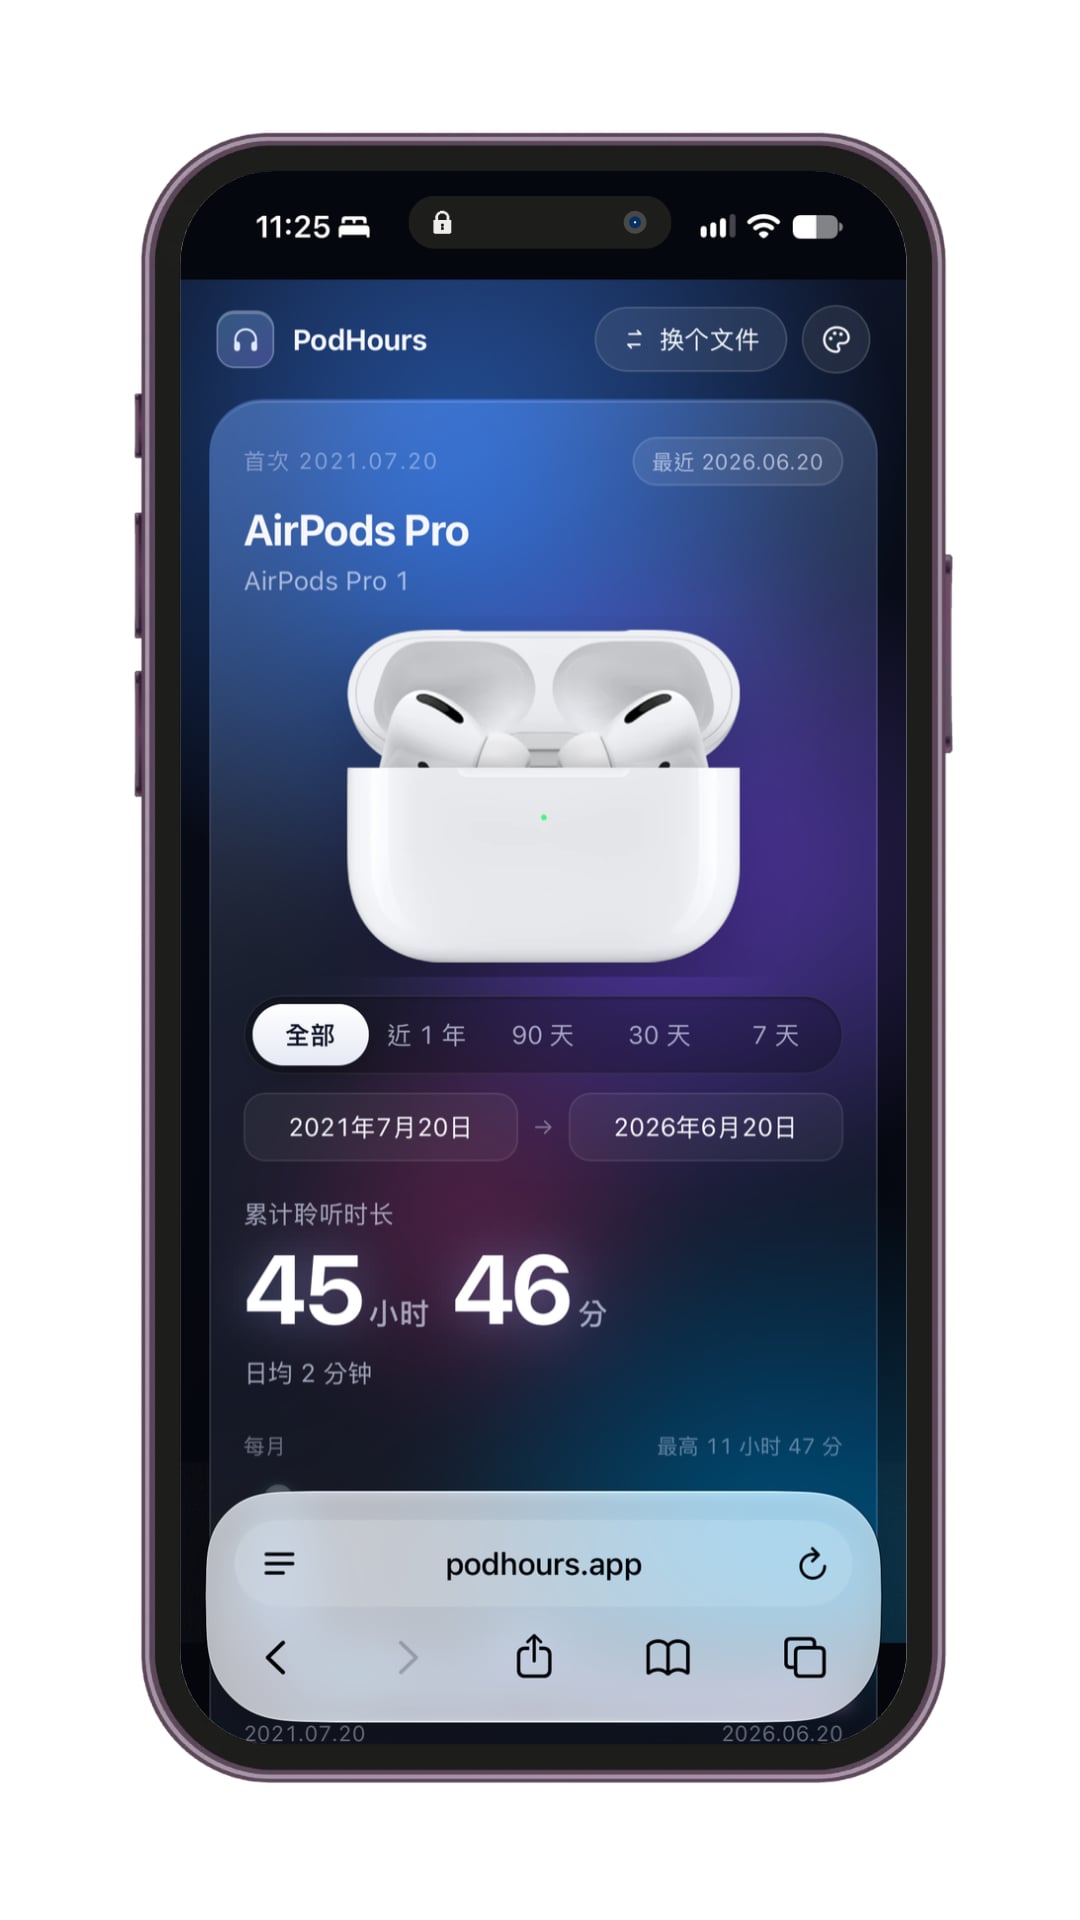 11:25
PodHours
换个文件
首次 2021.07.20
最近 2026.06.20
AirPods Pro
AirPods Pro 1
全部 近 1 年 90 天 30 天 7 天
2021年7月20日 → 2026年6月20日
累计聆听时长
45 小时 46 分
日均 2 分钟
每月
最高 11 小时 47 分
podhours.app
2021.07.20
2026.06.20